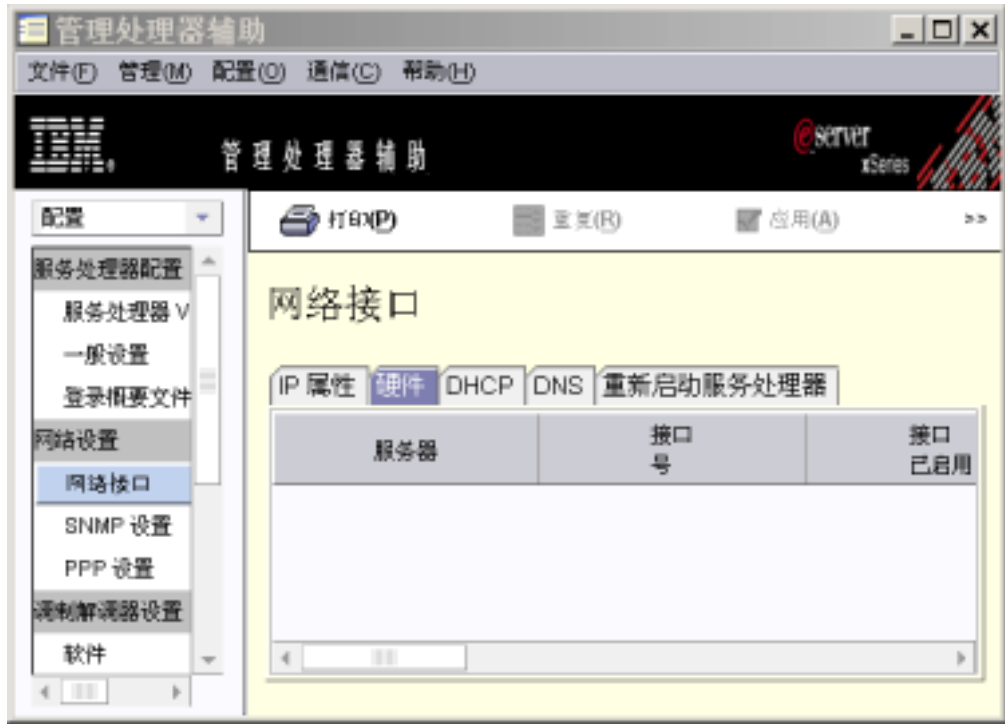 管理处理器辅助
文件(F) 管理(M) 配置(O) 通信(C) 帮助(H)
IBM. 管理处理器辅助 eserver
xSeries
配置 打印X(P) 重复(R) 应用(A) >>
服务处理器配置
服务处理器 V
一般设置
登录概要文件
网络设置
网络接口
SNMP 设置
PPP 设置
调制解调器设置
软件
网络接口
IP 属性 硬件 DHCP DNS 重新启动服务处理器
服务器 接口号 接口已启用